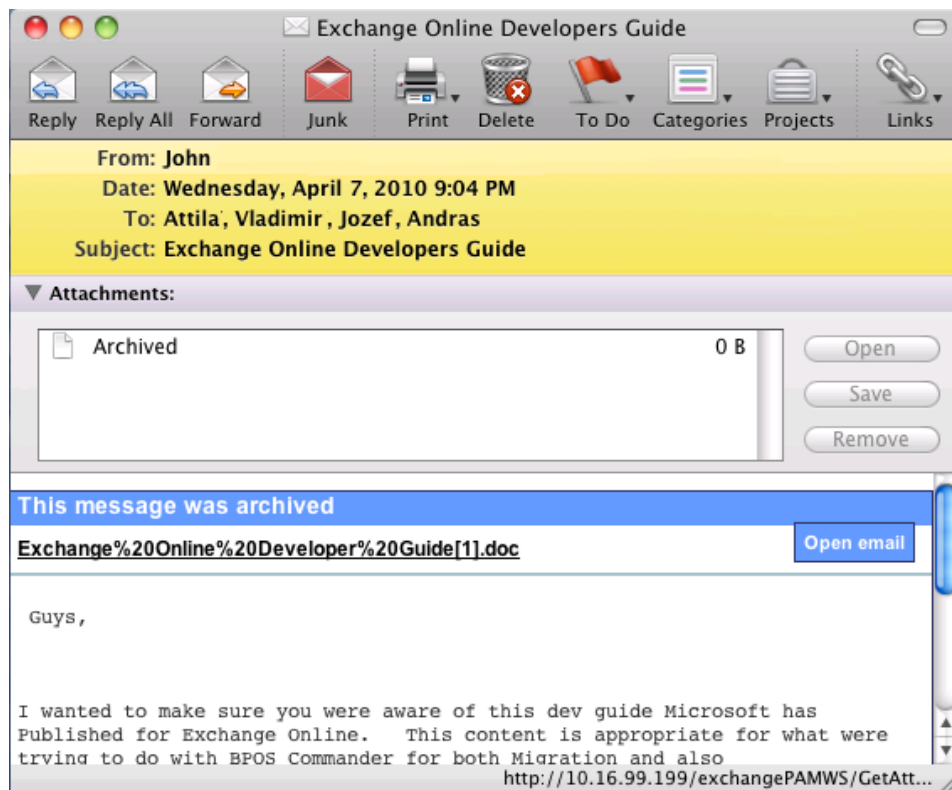 Exchange Online Developers Guide
Reply Reply All Forward Junk Print Delete To Do Categories Projects Links
From: John
Date: Wednesday, April 7, 2010 9:04 PM
To: Attila, Vladimir, Jozef, Andras
Subject: Exchange Online Developers Guide
Attachments:
Archived 0 B
Open
Save
Remove
This message was archived
Exchange%20Online%20Developer%20Guide[1].doc
Open email
Guys,
I wanted to make sure you were aware of this dev guide Microsoft has
Published for Exchange Online. This content is appropriate for what were
trying to do with BPOS Commander for both Migration and also
http://10.16.99.199/exchangePAMWS/GetAtt...